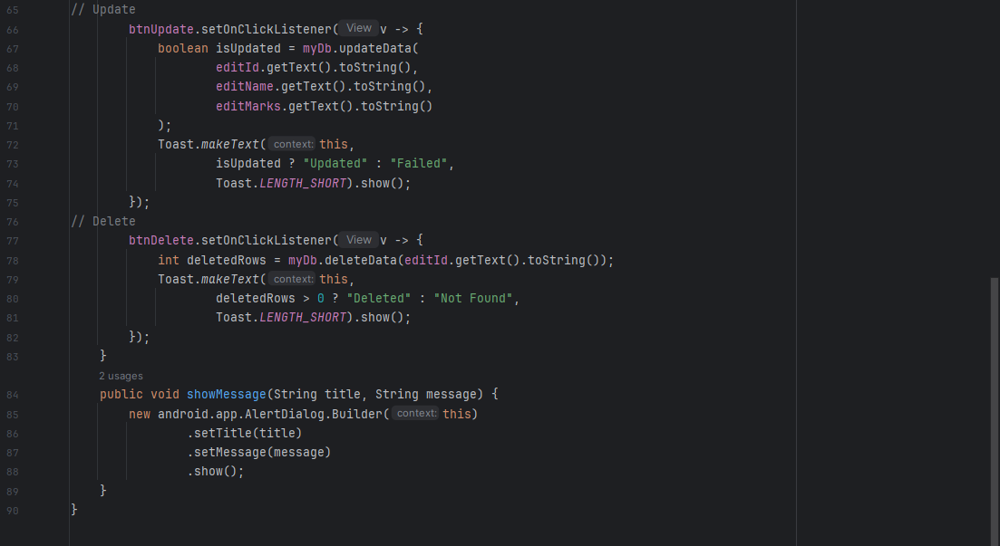 65 // Update
66 btnUpdate.setOnClickListener( View v -> {
67 boolean isUpdated = myDb.updateData(
68 editId.getText().toString(),
69 editName.getText().toString(),
70 editMarks.getText().toString()
71 );
72 Toast.makeText( context: this,
73 isUpdated ? "Updated" : "Failed",
74 Toast.LENGTH_SHORT).show();
75 });
76 // Delete
77 btnDelete.setOnClickListener( View v -> {
78 int deletedRows = myDb.deleteData(editId.getText().toString());
79 Toast.makeText( context: this,
80 deletedRows > 0 ? "Deleted" : "Not Found",
81 Toast.LENGTH_SHORT).show();
82 });
83 }
2 usages
84 public void showMessage(String title, String message) {
85 new android.app.AlertDialog.Builder( context: this)
86 .setTitle(title)
87 .setMessage(message)
88 .show();
89 }
90 }